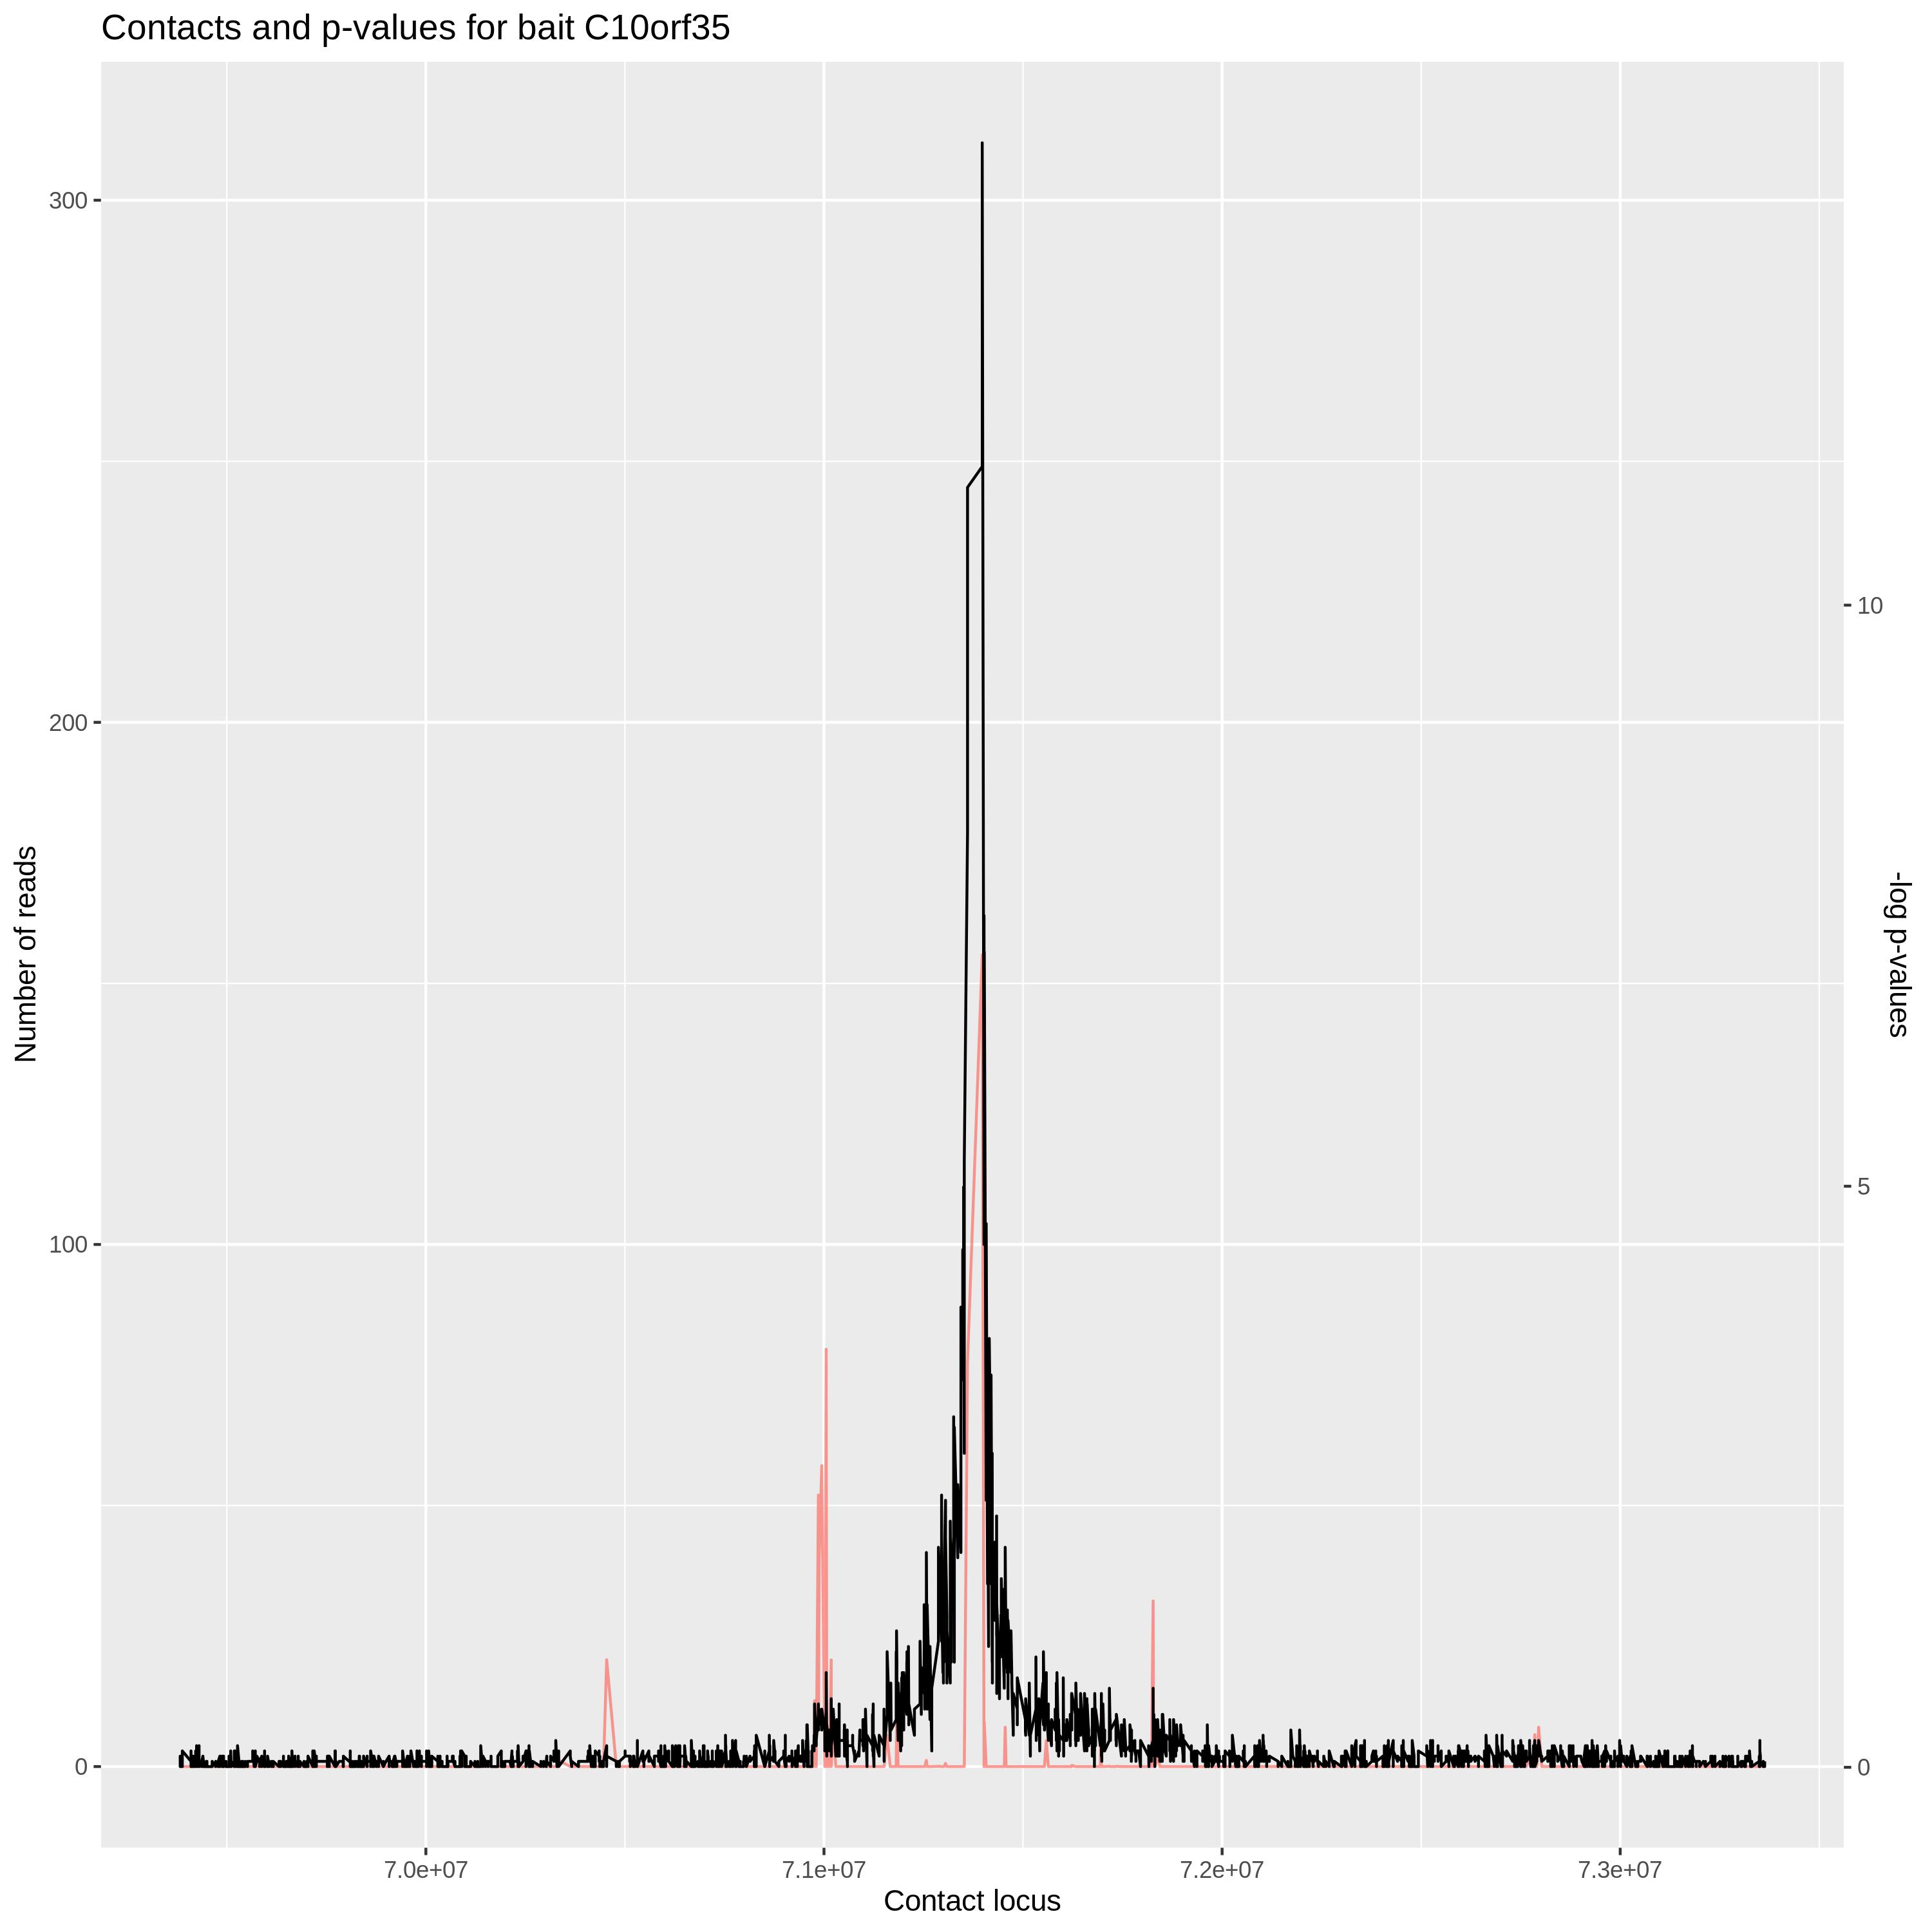 Contacts and p-values for bait C10orf35
300
200
100
0
Number of reads
10
5
0
-log p-values
7.0e+07
7.1e+07
7.2e+07
7.3e+07
Contact locus